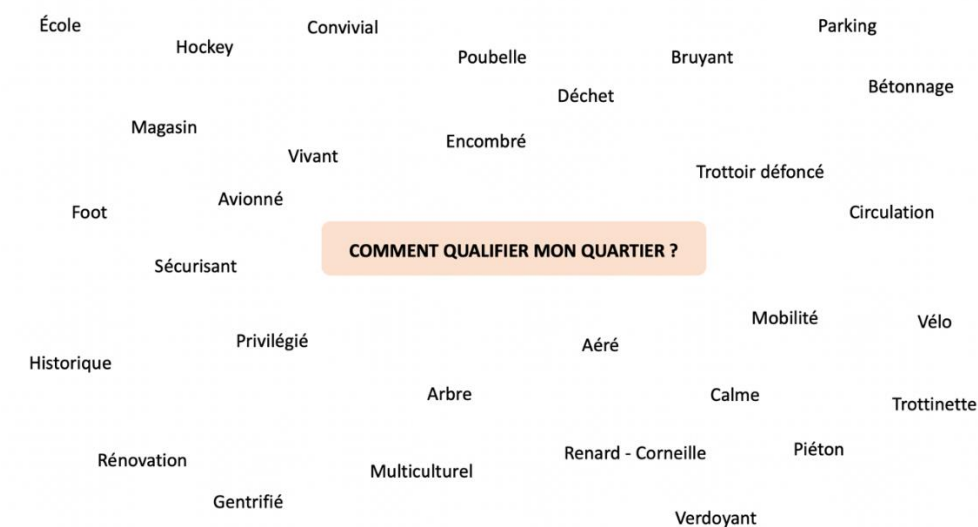 École
Convivial
Parking
Hockey
Poubelle
Bruyant
Bétonnage
Déchet
Magasin
Encombré
Vivant
Trottoir défoncé
Avionné
Foot
Circulation
COMMENT QUALIFIER MON QUARTIER ?
Sécurisant
Mobilité
Vélo
Privilégié
Aéré
Historique
Arbre
Calme
Trottinette
Piéton
Renard - Corneille
Rénovation
Multiculturel
Gentrifié
Verdoyant